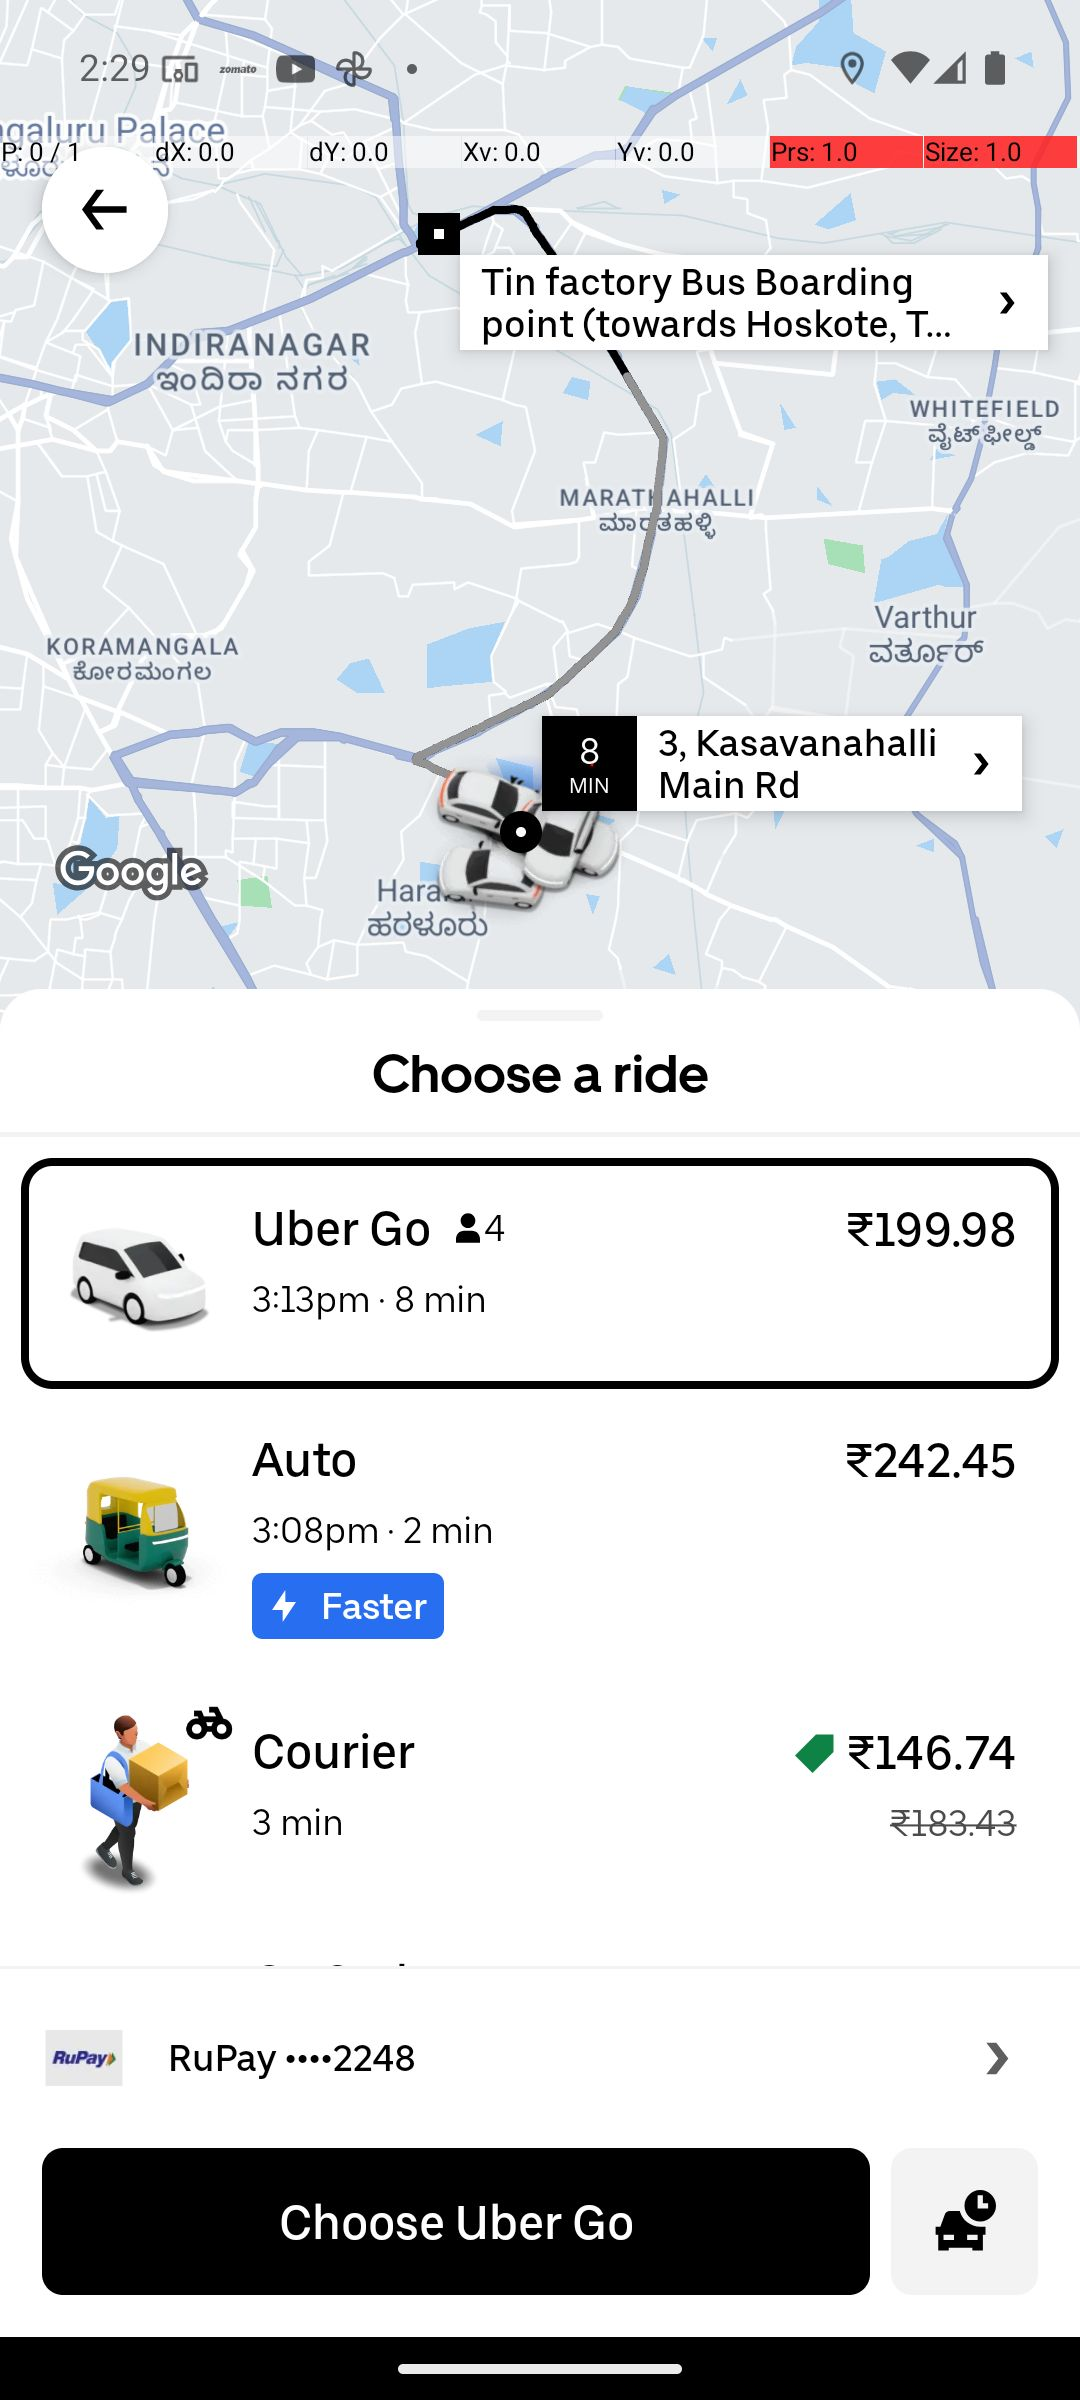 2:29 zomato
ngaluru Palace
P: 0 / 1 dX: 0.0 dY: 0.0 Xv: 0.0 Yv: 0.0 Prs: 1.0 Size: 1.0
Tin factory Bus Boarding
point (towards Hoskote, T...
INDIRANAGAR
ಇಂದಿರಾ ನಗರ
WHITEFIELD
ವೈಟ್‌ಫೀಲ್ಡ್
MARATHAHALLI
ಮಾರತಹಳ್ಳಿ
Varthur
ವರ್ತೂರ್
KORAMANGALA
ಕೋರಮಂಗಲ
8
MIN
3, Kasavanahalli
Main Rd
Google
Hara
ಹರಳೂರು
Choose a ride
Uber Go 4 ₹199.98
3:13pm · 8 min
Auto ₹242.45
3:08pm · 2 min
Faster
Courier ₹146.74
3 min ₹183.43
RuPay RuPay ••••2248
Choose Uber Go